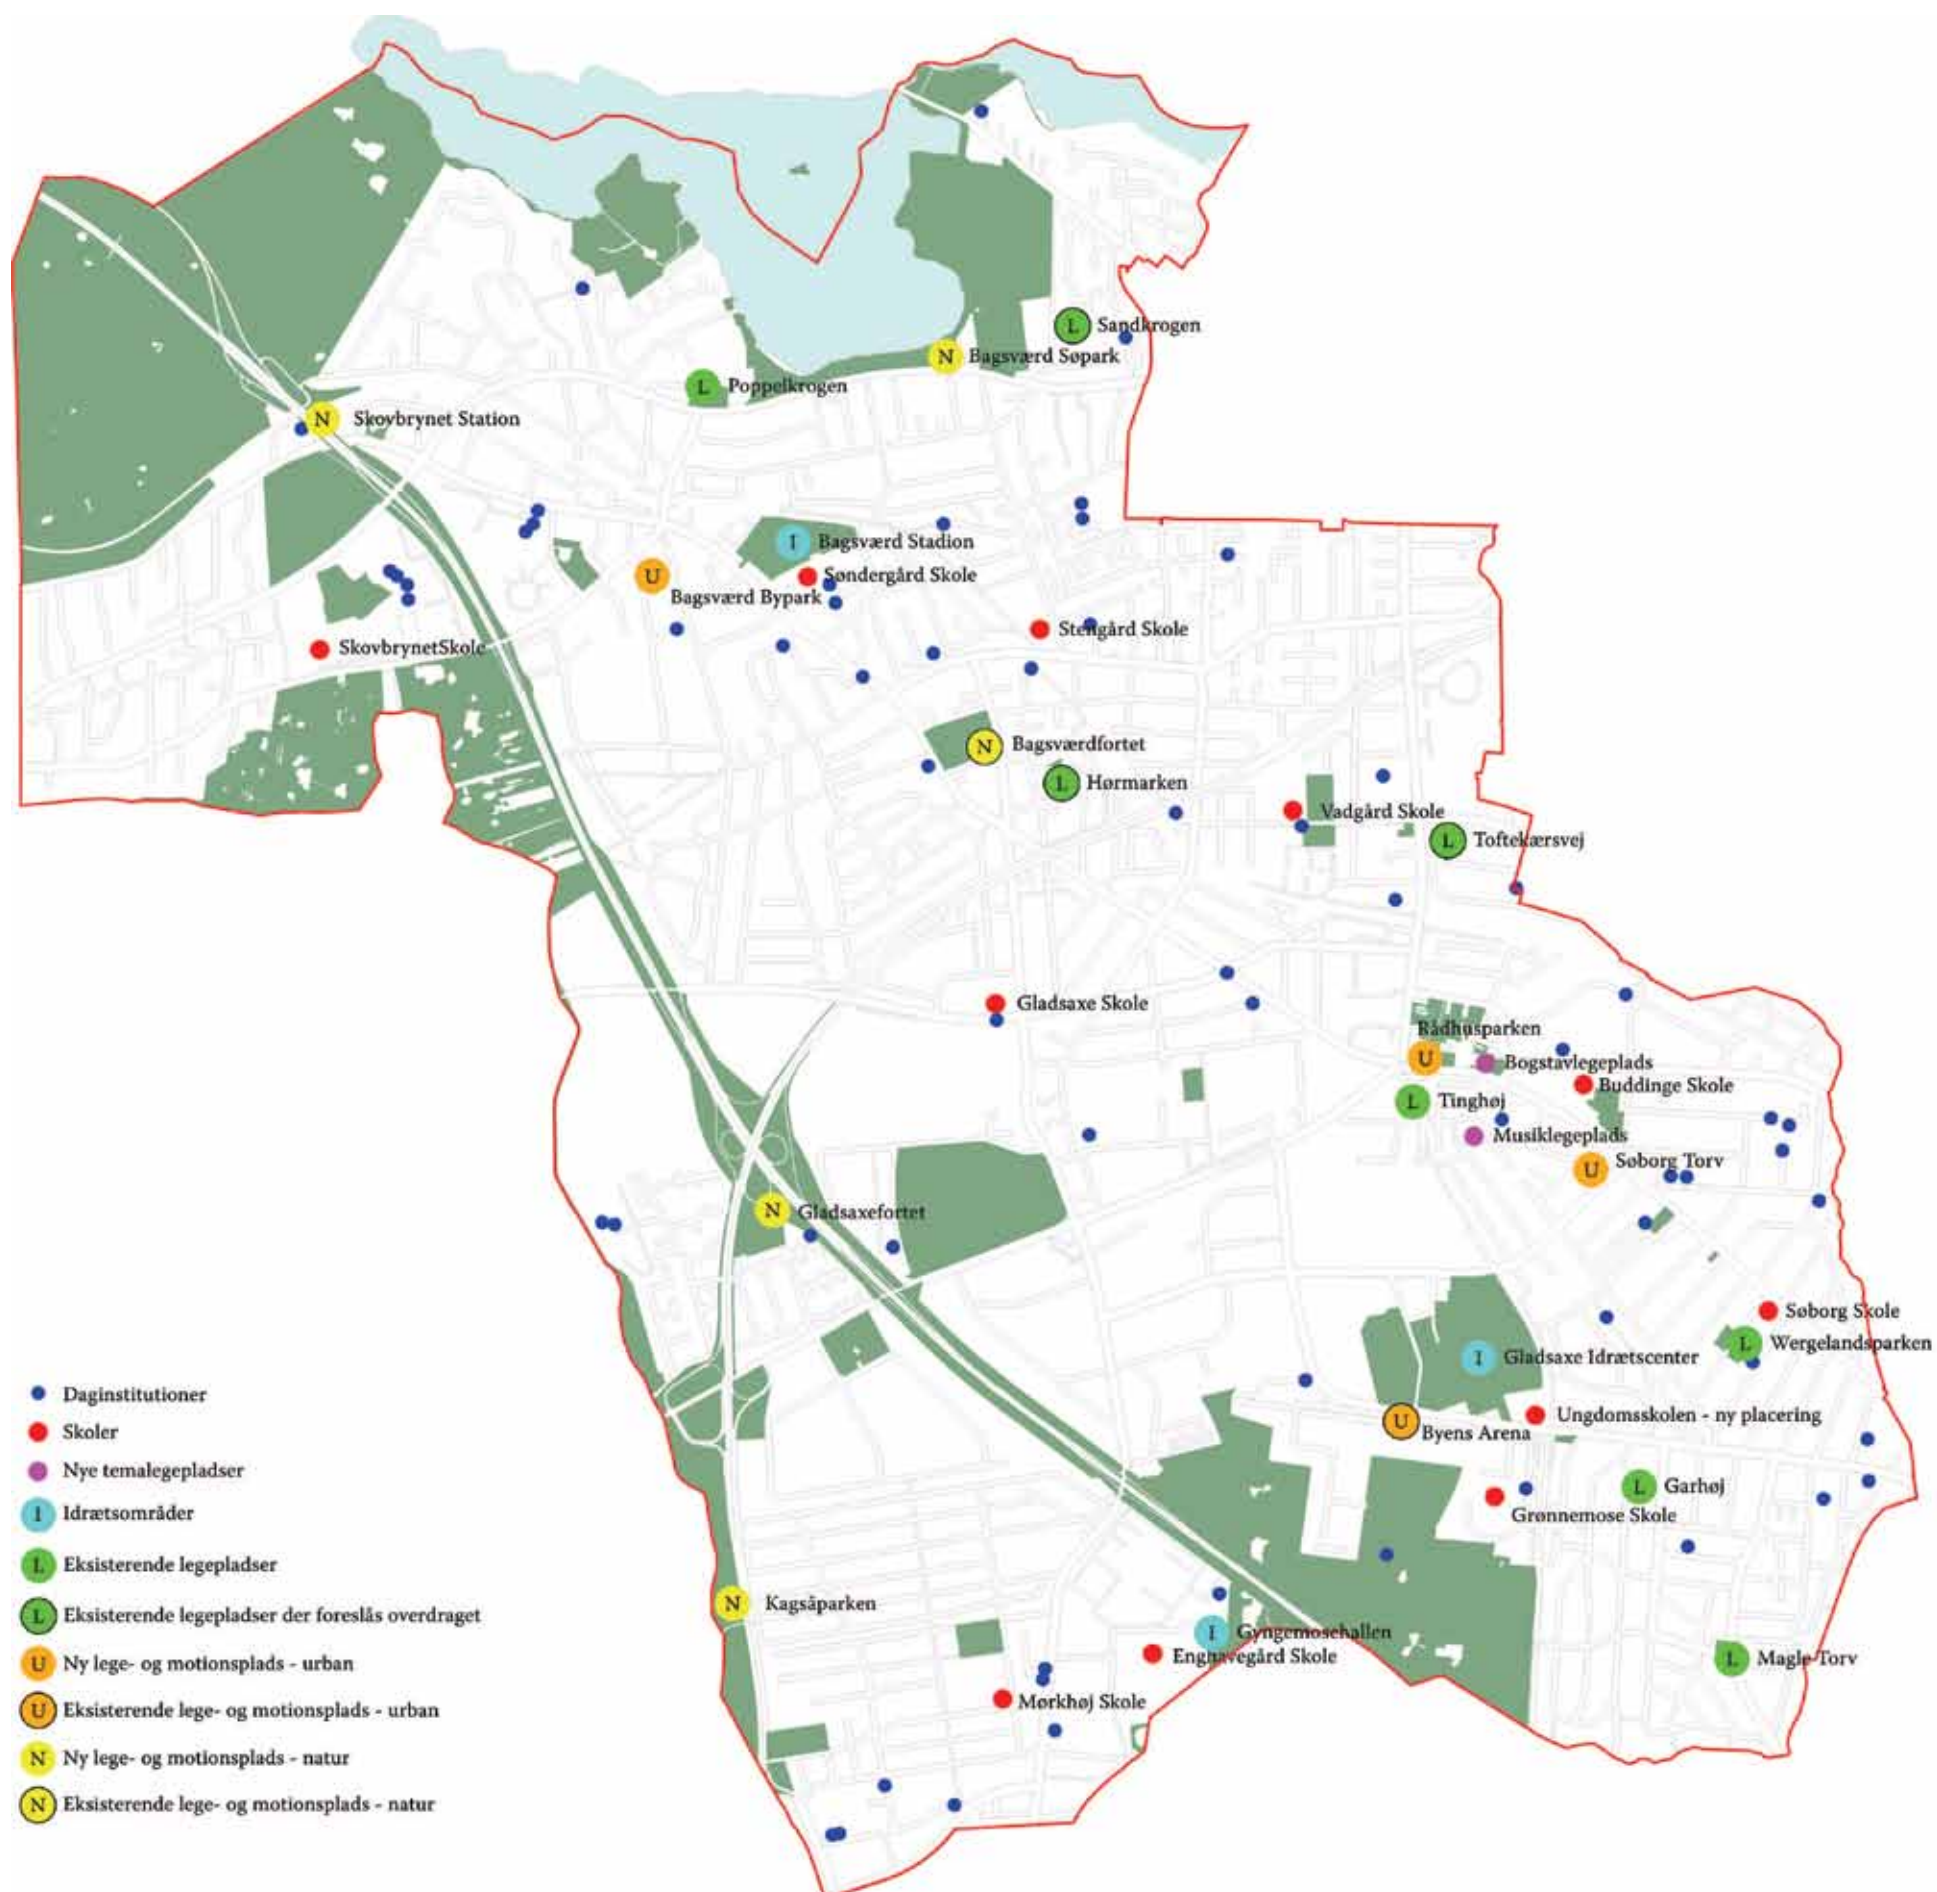 L Sandkrogen
N Bagsværd Søpark
L Poppelkrogen
N Skovbrynet Station
I Bagsværd Stadion
U Søndergård Skole
Bagsværd Bypark
Stengård Skole
SkovbrynetSkole
N Bagsværdfortet
L Hørmarken
Vadgård Skole
L Toftekærsvej
Gladsaxe Skole
Rådhusparken
U Bogstavlegeplads
Buddinge Skole
L Tinghøj
Musiklegeplads
U Søborg Torv
N Gladsaxefortet
Søborg Skole
L Wergelandsparken
I Gladsaxe Idrætscenter
Ungdomsskolen - ny placering
U Byens Arena
L Garhøj
Grønnemose Skole
N Kagsåparken
I Gyngemosehallen
Enghavegård Skole
L Magle Torv
Mørkhøj Skole
Daginstitutioner
Skoler
Nye temalegepladser
I Idrætsområder
L Eksisterende legepladser
L Eksisterende legepladser der foreslås overdraget
U Ny lege- og motionsplads - urban
U Eksisterende lege- og motionsplads - urban
N Ny lege- og motionsplads - natur
N Eksisterende lege- og motionsplads - natur